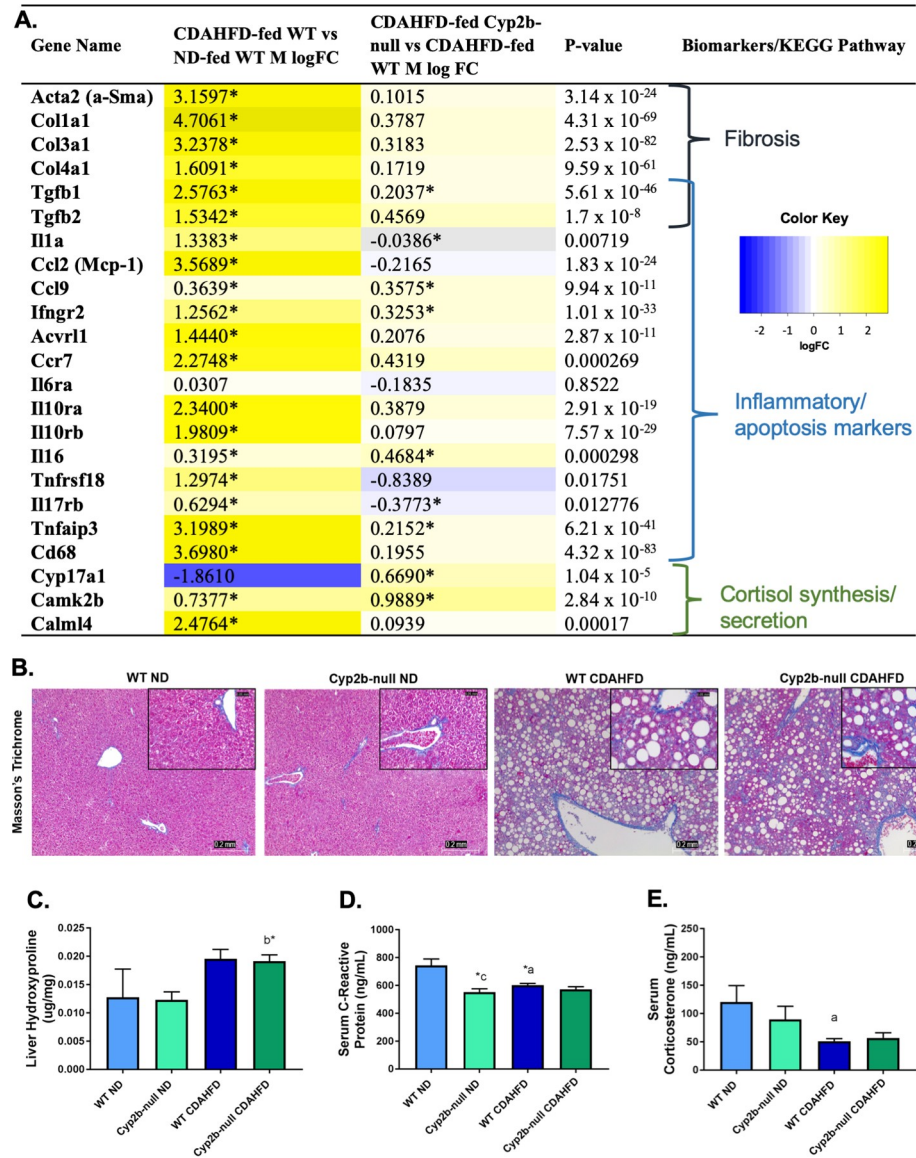 A.
Gene Name
CDAHFD-fed WT vs
ND-fed WT M logFC
CDAHFD-fed Cyp2b-
null vs CDAHFD-fed
WT M log FC
P-value
Biomarkers/KEGG Pathway
Acta2 (a-Sma) 3.1597* 0.1015 3.14 x 10⁻²⁴
Col1a1 4.7061* 0.3787 4.31 x 10⁻⁶⁹
Col3a1 3.2378* 0.3183 2.53 x 10⁻⁸²
Col4a1 1.6091* 0.1719 9.59 x 10⁻⁶¹
Tgfb1 2.5763* 0.2037* 5.61 x 10⁻⁴⁶
Tgfb2 1.5342* 0.4569 1.7 x 10⁻⁸
Il1a 1.3383* -0.0386* 0.00719
Ccl2 (Mcp-1) 3.5689* -0.2165 1.83 x 10⁻²⁴
Ccl9 0.3639* 0.3575* 9.94 x 10⁻¹¹
Ifngr2 1.2562* 0.3253* 1.01 x 10⁻³³
Acvrl1 1.4440* 0.2076 2.87 x 10⁻¹¹
Ccr7 2.2748* 0.4319 0.000269
Il6ra 0.0307 -0.1835 0.8522
Il10ra 2.3400* 0.3879 2.91 x 10⁻¹⁹
Il10rb 1.9809* 0.0797 7.57 x 10⁻²⁹
Il16 0.3195* 0.4684* 0.000298
Tnfrsf18 1.2974* -0.8389 0.01751
Il17rb 0.6294* -0.3773* 0.012776
Tnfaip3 3.1989* 0.2152* 6.21 x 10⁻⁴¹
Cd68 3.6980* 0.1955 4.32 x 10⁻⁸³
Cyp17a1 -1.8610 0.6690* 1.04 x 10⁻⁵
Camk2b 0.7377* 0.9889* 2.84 x 10⁻¹⁰
Calml4 2.4764* 0.0939 0.00017
Fibrosis
Color Key
-2 -1 0 1 2
logFC
Inflammatory/
apoptosis markers
Cortisol synthesis/
secretion
B.
WT ND
Cyp2b-null ND
WT CDAHFD
Cyp2b-null CDAHFD
Masson's Trichrome
0.2 mm
0.2 mm
0.2 mm
0.2
C.
Liver Hydroxyproline
(ug/mg)
0.025
0.020
0.015
0.010
0.005
0.000
b*
WT ND
Cyp2b-null ND
WT CDAHFD
Cyp2b-null CDAHFD
D.
Serum C-Reactive
Protein (ng/mL)
1000
800
600
400
200
0
*c
*a
WT ND
Cyp2b-null ND
WT CDAHFD
Cyp2b-null CDAHFD
E.
Serum
Corticosterone (ng/mL)
250
200
150
100
50
0
a
WT ND
Cyp2b-null ND
WT CDAHFD
Cyp2b-null CDAHFD